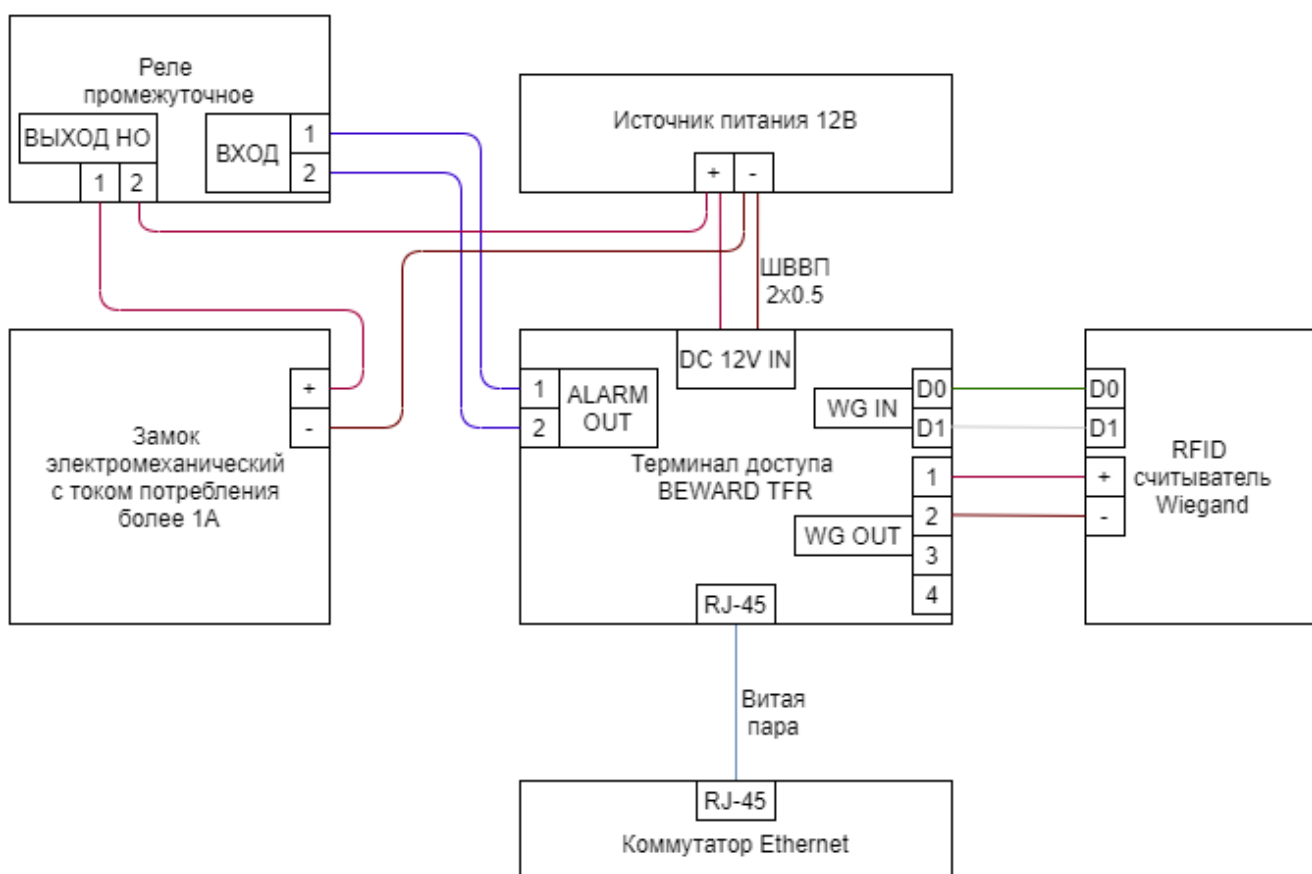 Реле
промежуточное
ВЫХОД НО
ВХОД
1
2
1
2
Источник питания 12В
+
-
ШВВП
2х0.5
Замок
электромеханический
с током потребления
более 1А
+
-
DC 12V IN
1
2
ALARM
OUT
WG IN
D0
D1
Терминал доступа
BEWARD TFR
WG OUT
1
2
3
4
RJ-45
D0
D1
+
-
RFID
считыватель
Wiegand
Витая
пара
RJ-45
Коммутатор Ethernet